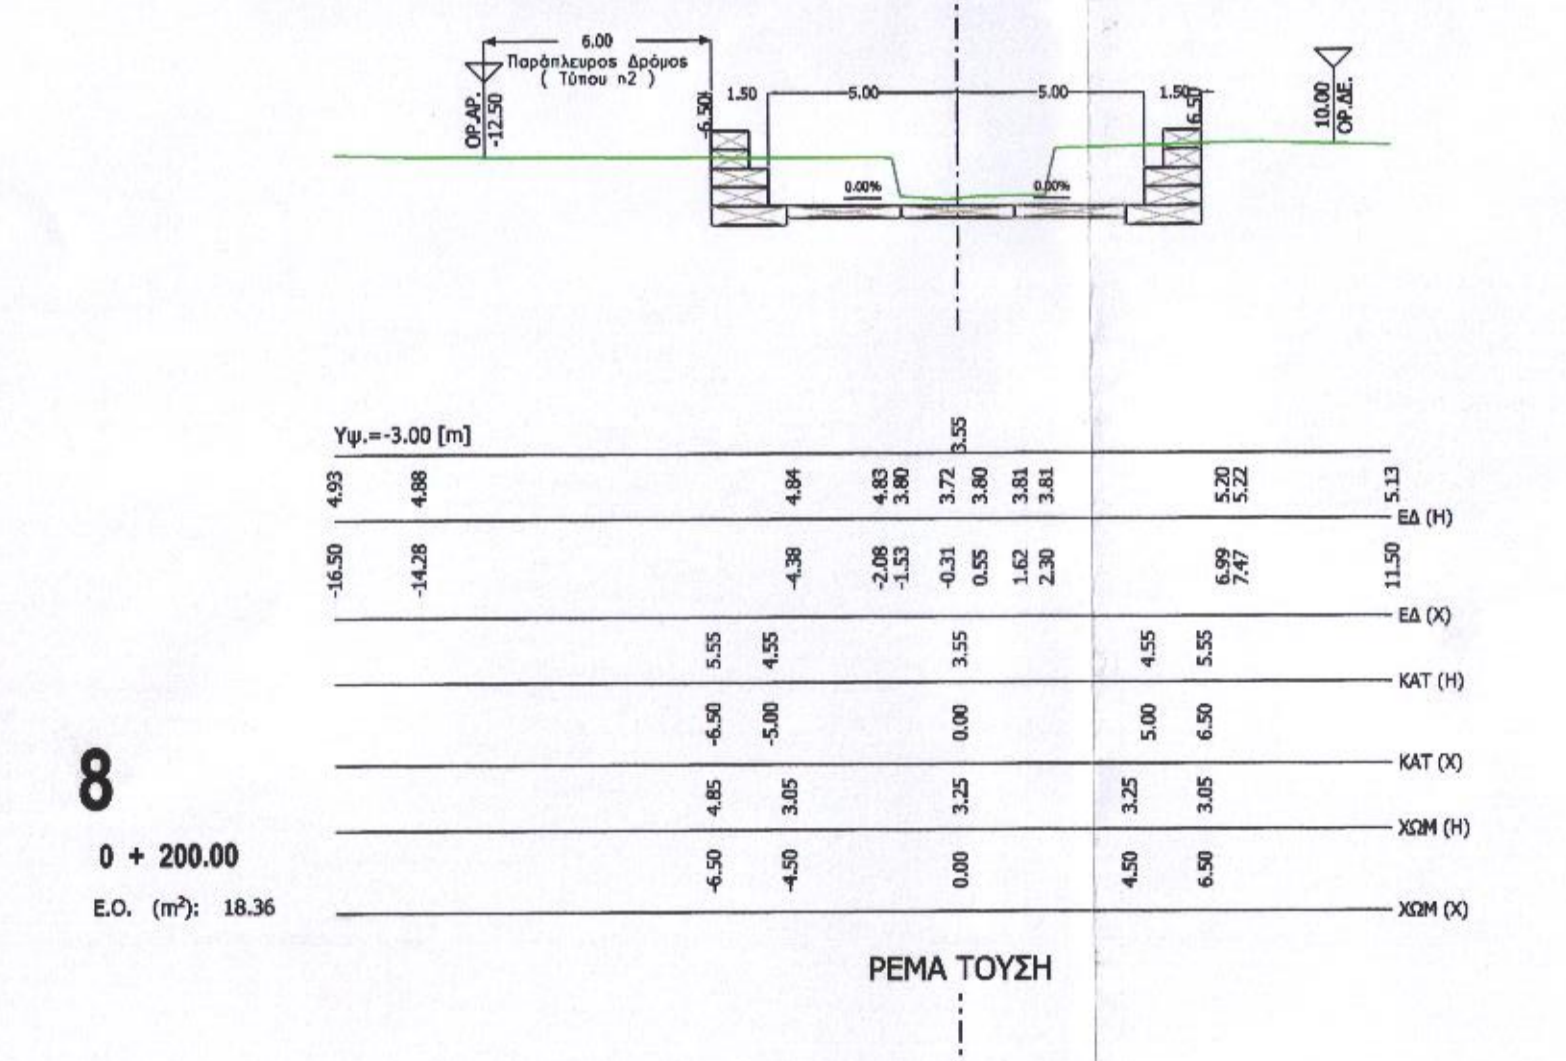 6.00
Παράπλευρος Δρόμος
( Τύπου π2 )
ΟΡ.ΑΡ.
-12.50
-6.50
1.50
5.00
5.00
1.50
6.50
10.00
ΟΡ.ΔΕ.
0.00%
0.00%
Υψ.=-3.00 [m]
3.55
4.93 4.88 4.84 4.83 3.80 3.72 3.80 3.81 3.81 5.20 5.22 5.13
ΕΔ (Η)
-16.50 -14.28 -4.38 -2.08 -1.53 -0.31 0.55 1.62 2.30 6.99 7.47 11.50
ΕΔ (Χ)
5.55 4.55 3.55 4.55 5.55
ΚΑΤ (Η)
-6.50 -5.00 0.00 5.00 6.50
ΚΑΤ (Χ)
4.85 3.05 3.25 3.25 3.05
ΧΩΜ (Η)
-6.50 -4.50 0.00 4.50 6.50
ΧΩΜ (Χ)
8
0 + 200.00
Ε.Ο. (m²): 18.36
ΡΕΜΑ ΤΟΥΣΗ